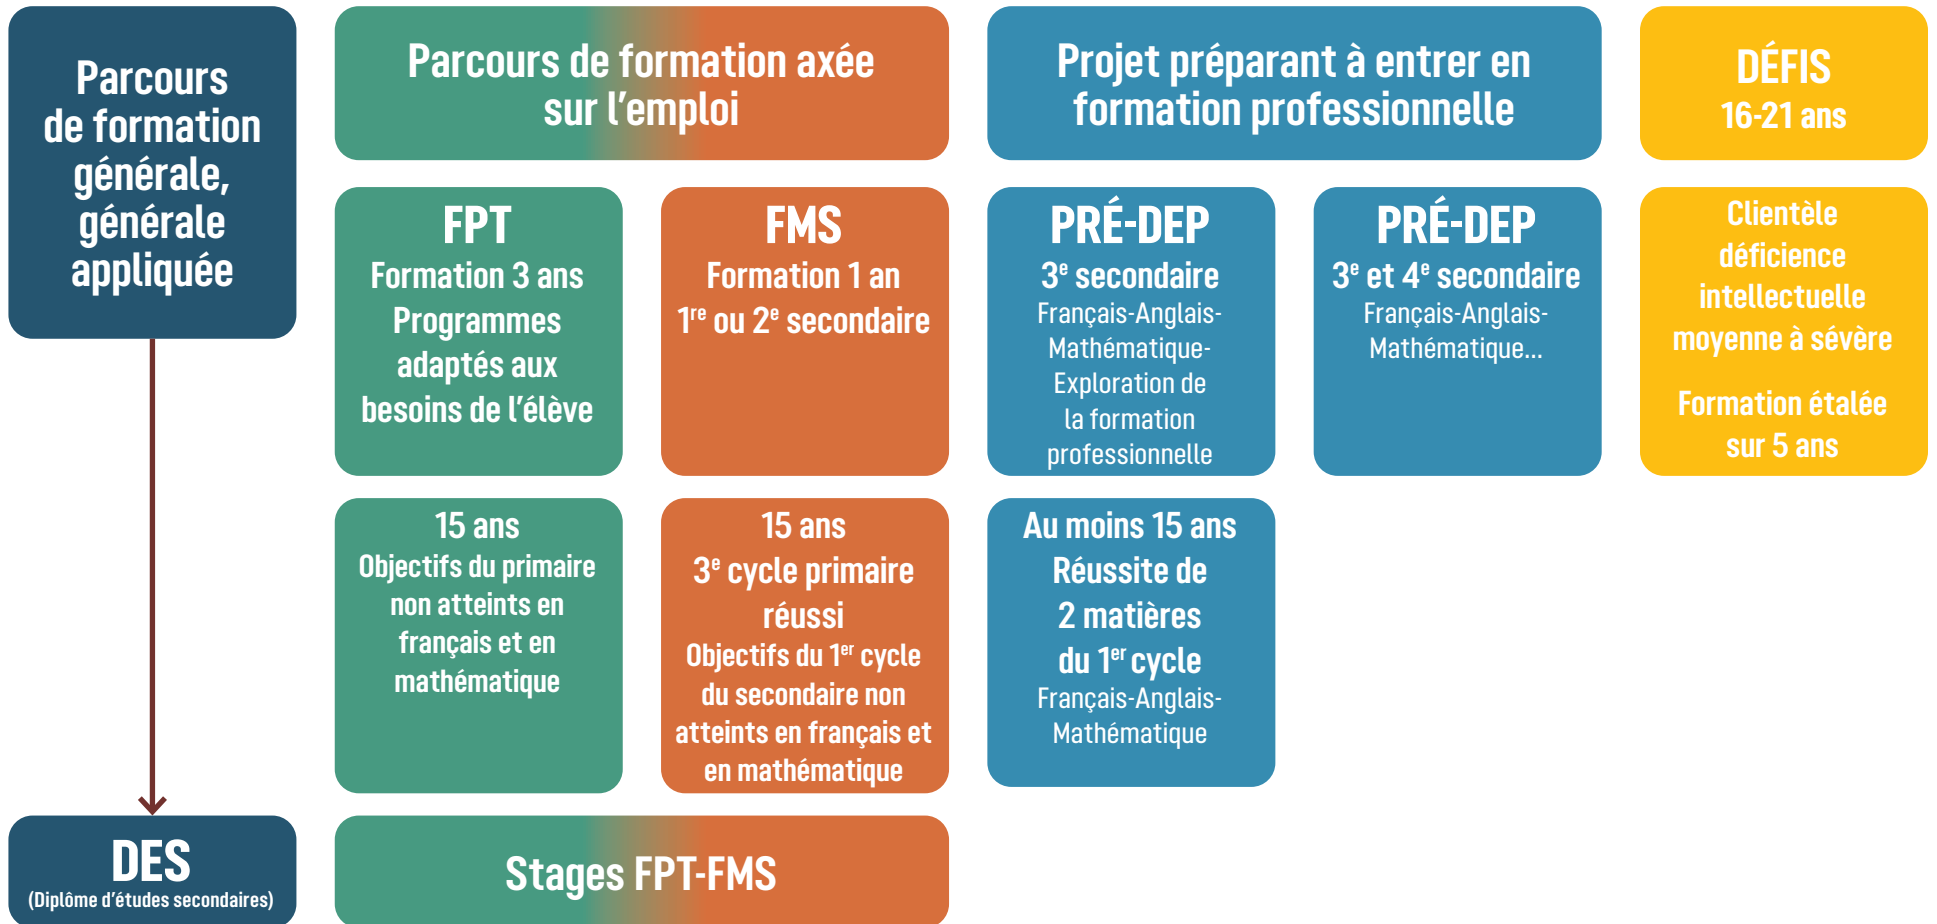 Parcours
de formation
générale,
générale
appliquée
DES
(Diplôme d'études secondaires)
Parcours de formation axée
sur l'emploi
FPT
Formation 3 ans
Programmes
adaptés aux
besoins de l'élève
15 ans
Objectifs du primaire
non atteints en
français et en
mathématique
FMS
Formation 1 an
1re ou 2e secondaire
15 ans
3e cycle primaire
réussi
Objectifs du 1er cycle
du secondaire non
atteints en français et
en mathématique
Stages FPT-FMS
Projet préparant à entrer en
formation professionnelle
PRÉ-DEP
3e secondaire
Français-Anglais-
Mathématique-
Exploration de
la formation
professionnelle
Au moins 15 ans
Réussite de
2 matières
du 1er cycle
Français-Anglais-
Mathématique
PRÉ-DEP
3e et 4e secondaire
Français-Anglais-
Mathématique...
DÉFIS
16-21 ans
Clientèle
déficience
intellectuelle
moyenne à sévère
Formation étalée
sur 5 ans